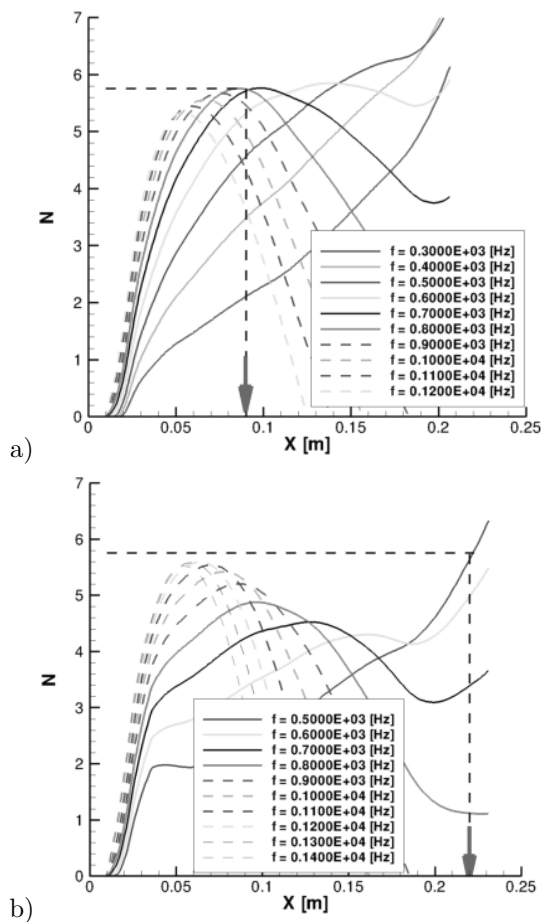 7
6
5
4
3
2
1
0
N
f = 0.3000E+03 [Hz]
f = 0.4000E+03 [Hz]
f = 0.5000E+03 [Hz]
f = 0.6000E+03 [Hz]
f = 0.7000E+03 [Hz]
f = 0.8000E+03 [Hz]
f = 0.9000E+03 [Hz]
f = 0.1000E+04 [Hz]
f = 0.1100E+04 [Hz]
f = 0.1200E+04 [Hz]
0 0.05 0.1 0.15 0.2 0.25
X [m]
a)
7
6
5
4
3
2
1
0
N
f = 0.5000E+03 [Hz]
f = 0.6000E+03 [Hz]
f = 0.7000E+03 [Hz]
f = 0.8000E+03 [Hz]
f = 0.9000E+03 [Hz]
f = 0.1000E+04 [Hz]
f = 0.1100E+04 [Hz]
f = 0.1200E+04 [Hz]
f = 0.1300E+04 [Hz]
f = 0.1400E+04 [Hz]
0 0.05 0.1 0.15 0.2 0.25
X [m]
b)